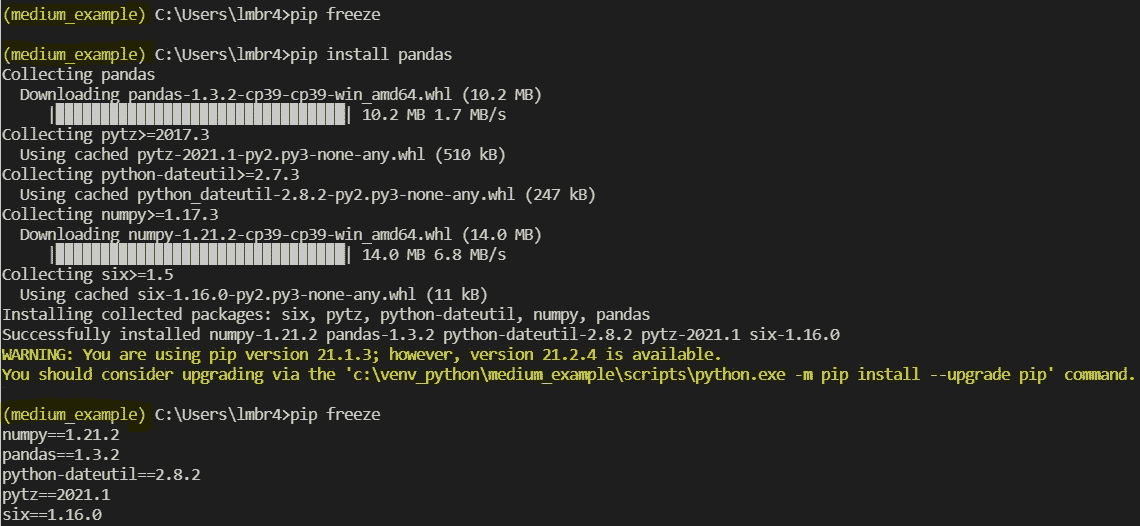 (medium_example) C:\Users\lmbr4>pip freeze
(medium_example) C:\Users\lmbr4>pip install pandas
Collecting pandas
  Downloading pandas-1.3.2-cp39-cp39-win_amd64.whl (10.2 MB)
     |████████████████████████████████| 10.2 MB 1.7 MB/s
Collecting pytz>=2017.3
  Using cached pytz-2021.1-py2.py3-none-any.whl (510 kB)
Collecting python-dateutil>=2.7.3
  Using cached python_dateutil-2.8.2-py2.py3-none-any.whl (247 kB)
Collecting numpy>=1.17.3
  Downloading numpy-1.21.2-cp39-cp39-win_amd64.whl (14.0 MB)
     |████████████████████████████████| 14.0 MB 6.8 MB/s
Collecting six>=1.5
  Using cached six-1.16.0-py2.py3-none-any.whl (11 kB)
Installing collected packages: six, pytz, python-dateutil, numpy, pandas
Successfully installed numpy-1.21.2 pandas-1.3.2 python-dateutil-2.8.2 pytz-2021.1 six-1.16.0
WARNING: You are using pip version 21.1.3; however, version 21.2.4 is available.
You should consider upgrading via the 'c:\venv_python\medium_example\scripts\python.exe -m pip install --upgrade pip' command.
(medium_example) C:\Users\lmbr4>pip freeze
numpy==1.21.2
pandas==1.3.2
python-dateutil==2.8.2
pytz==2021.1
six==1.16.0